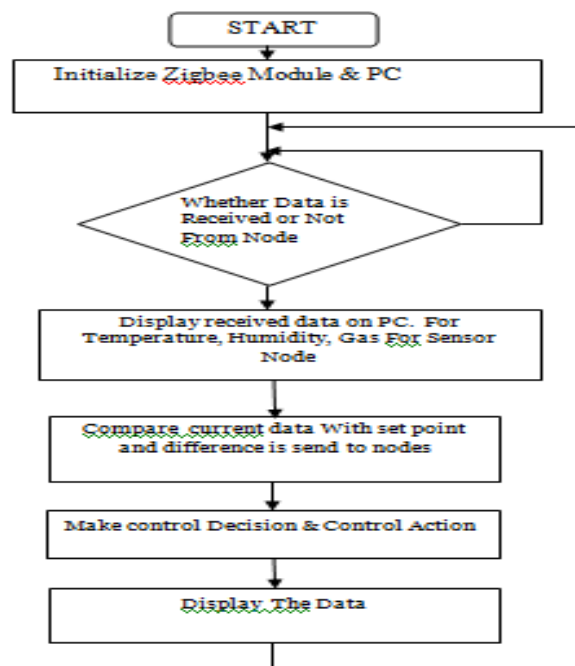 START
Initialize Zigbee Module & PC
Whether Data is
Received or Not
From Node
Display received data on PC. For
Temperature, Humidity, Gas For Sensor
Node
Compare current data With set point
and difference is send to nodes
Make control Decision & Control Action
Display The Data